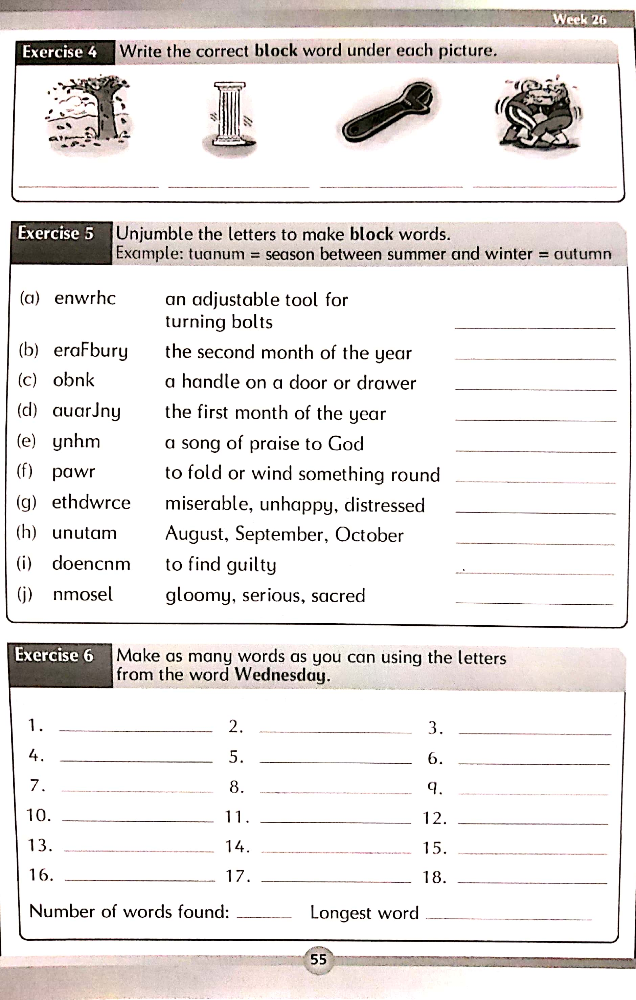 Week 26
Exercise 4 Write the correct block word under each picture.
Exercise 5 Unjumble the letters to make block words.
Example: tuanum = season between summer and winter = autumn
(a) enwrhc an adjustable tool for
turning bolts
(b) eraFbury the second month of the year
(c) obnk a handle on a door or drawer
(d) auarJny the first month of the year
(e) ynhm a song of praise to God
(f) pawr to fold or wind something round
(g) ethdwrce miserable, unhappy, distressed
(h) unutam August, September, October
(i) doencnm to find guilty
(j) nmosel gloomy, serious, sacred
Exercise 6 Make as many words as you can using the letters
from the word Wednesday.
1. 2. 3.
4. 5. 6.
7. 8. 9.
10. 11. 12.
13. 14. 15.
16. 17. 18.
Number of words found: Longest word
55